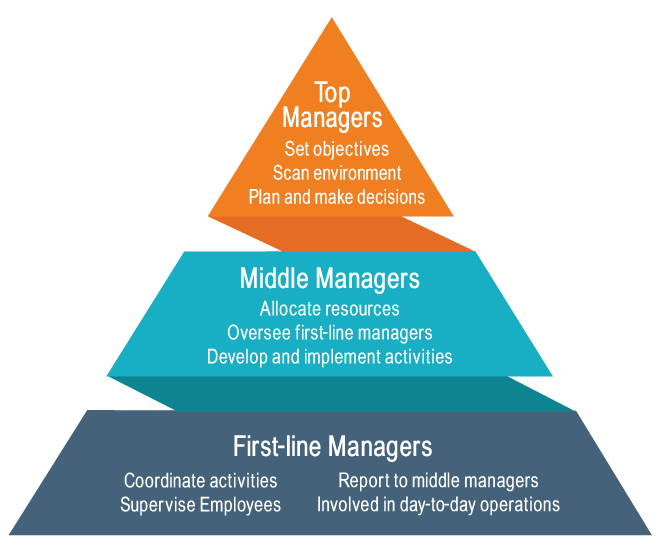 Top
Managers
Set objectives
Scan environment
Plan and make decisions
Middle Managers
Allocate resources
Oversee first-line managers
Develop and implement activities
First-line Managers
Coordinate activities
Supervise Employees
Report to middle managers
Involved in day-to-day operations